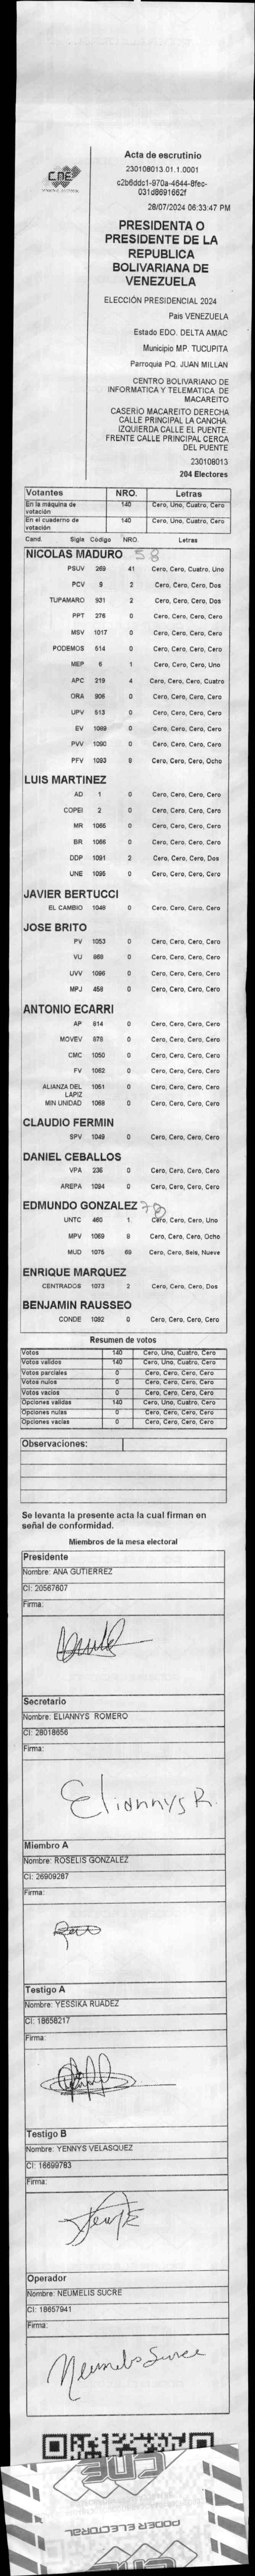 CNE
Acta de escrutinio
230108013.01.1.0001
c2b6ddc1-970a-4644-8fec-
031d8691662f
28/07/2024 06:33:47 PM
PRESIDENTA O
PRESIDENTE DE LA
REPUBLICA
BOLIVARIANA DE
VENEZUELA
ELECCIÓN PRESIDENCIAL 2024
Pais VENEZUELA
Estado EDO. DELTA AMAC
Municipio MP. TUCUPITA
Parroquia PQ. JUAN MILLAN
CENTRO BOLIVARIANO DE
INFORMATICA Y TELEMATICA DE
MACAREITO
CASERIO MACAREITO DERECHA
CALLE PRINCIPAL LA CANCHA.
IZQUIERDA CALLE EL PUENTE.
FRENTE CALLE PRINCIPAL CERCA
DEL PUENTE
230108013
204 Electores
Votantes NRO. Letras
En la máquina de votación 140 Cero, Uno, Cuatro, Cero
En el cuaderno de votación 140 Cero, Uno, Cuatro, Cero
Cand. Sigla Codigo NRO. Letras
NICOLAS MADURO 58
PSUV 269 41 Cero, Cero, Cuatro, Uno
PCV 9 2 Cero, Cero, Cero, Dos
TUPAMARO 931 2 Cero, Cero, Cero, Dos
PPT 276 0 Cero, Cero, Cero, Cero
MSV 1017 0 Cero, Cero, Cero, Cero
PODEMOS 514 0 Cero, Cero, Cero, Cero
MEP 6 1 Cero, Cero, Cero, Uno
APC 219 4 Cero, Cero, Cero, Cuatro
ORA 906 0 Cero, Cero, Cero, Cero
UPV 513 0 Cero, Cero, Cero, Cero
EV 1089 0 Cero, Cero, Cero, Cero
PVV 1090 0 Cero, Cero, Cero, Cero
PFV 1093 8 Cero, Cero, Cero, Ocho
LUIS MARTINEZ
AD 1 0 Cero, Cero, Cero, Cero
COPEI 2 0 Cero, Cero, Cero, Cero
MR 1065 0 Cero, Cero, Cero, Cero
BR 1066 0 Cero, Cero, Cero, Cero
DDP 1091 2 Cero, Cero, Cero, Dos
UNE 1095 0 Cero, Cero, Cero, Cero
JAVIER BERTUCCI
EL CAMBIO 1048 0 Cero, Cero, Cero, Cero
JOSE BRITO
PV 1053 0 Cero, Cero, Cero, Cero
VU 868 0 Cero, Cero, Cero, Cero
UVV 1096 0 Cero, Cero, Cero, Cero
MPJ 458 0 Cero, Cero, Cero, Cero
ANTONIO ECARRI
AP 814 0 Cero, Cero, Cero, Cero
MOVEV 878 0 Cero, Cero, Cero, Cero
CMC 1050 0 Cero, Cero, Cero, Cero
FV 1062 0 Cero, Cero, Cero, Cero
ALIANZA DEL LAPIZ 1051 0 Cero, Cero, Cero, Cero
MIN UNIDAD 1068 0 Cero, Cero, Cero, Cero
CLAUDIO FERMIN
SPV 1049 0 Cero, Cero, Cero, Cero
DANIEL CEBALLOS
VPA 236 0 Cero, Cero, Cero, Cero
AREPA 1094 0 Cero, Cero, Cero, Cero
EDMUNDO GONZALEZ 78
UNTC 460 1 Cero, Cero, Cero, Uno
MPV 1069 8 Cero, Cero, Cero, Ocho
MUD 1075 69 Cero, Cero, Seis, Nueve
ENRIQUE MARQUEZ
CENTRADOS 1073 2 Cero, Cero, Cero, Dos
BENJAMIN RAUSSEO
CONDE 1092 0 Cero, Cero, Cero, Cero
Resumen de votos
Votos 140 Cero, Uno, Cuatro, Cero
Votos validos 140 Cero, Uno, Cuatro, Cero
Votos parciales 0 Cero, Cero, Cero, Cero
Votos nulos 0 Cero, Cero, Cero, Cero
Votos vacios 0 Cero, Cero, Cero, Cero
Opciones validas 140 Cero, Uno, Cuatro, Cero
Opciones nulas 0 Cero, Cero, Cero, Cero
Opciones vacias 0 Cero, Cero, Cero, Cero
Observaciones:
Se levanta la presente acta la cual firman en
señal de conformidad.
Miembros de la mesa electoral
Presidente
Nombre: ANA GUTIERREZ
CI: 20567607
Firma:
Secretario
Nombre: ELIANNYS ROMERO
CI: 28018656
Firma:
Eliannys R.
Miembro A
Nombre: ROSELIS GONZALEZ
CI: 26909287
Firma:
Testigo A
Nombre: YESSIKA RUADEZ
CI: 18658217
Firma:
Testigo B
Nombre: YENNYS VELASQUEZ
CI: 16699783
Firma:
Operador
Nombre: NEUMELIS SUCRE
CI: 18657941
Firma:
Neumelis Sucre
CNE
PODER ELECTORAL
CNE